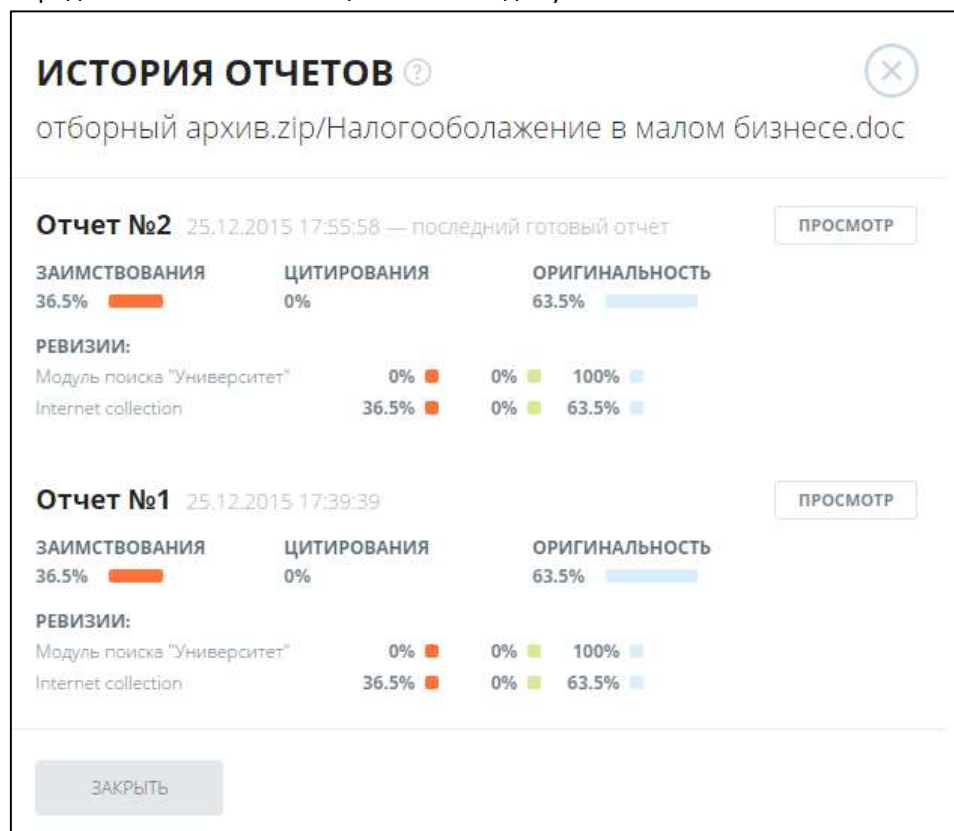 ИСТОРИЯ ОТЧЕТОВ ?
отборный архив.zip/Налогооболажение в малом бизнесе.doc
Отчет №2 25.12.2015 17:55:58 — последний готовый отчет ПРОСМОТР
ЗАИМСТВОВАНИЯ ЦИТИРОВАНИЯ ОРИГИНАЛЬНОСТЬ
36.5% 0% 63.5%
РЕВИЗИИ:
Модуль поиска "Университет" 0% 0% 100%
Internet collection 36.5% 0% 63.5%
Отчет №1 25.12.2015 17:39:39 ПРОСМОТР
ЗАИМСТВОВАНИЯ ЦИТИРОВАНИЯ ОРИГИНАЛЬНОСТЬ
36.5% 0% 63.5%
РЕВИЗИИ:
Модуль поиска "Университет" 0% 0% 100%
Internet collection 36.5% 0% 63.5%
ЗАКРЫТЬ